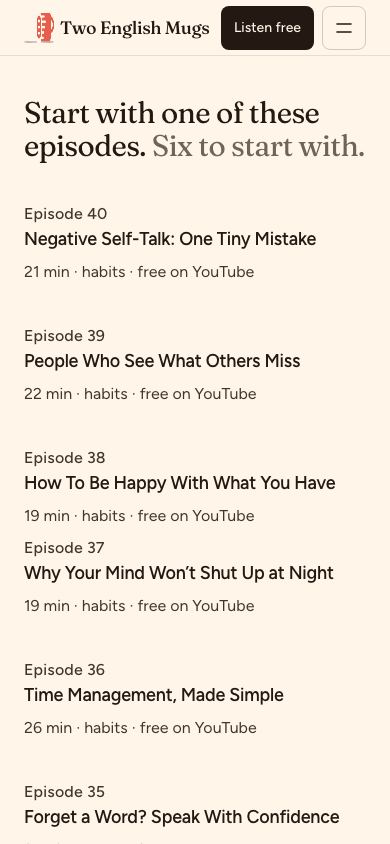 Two English Mugs
Listen free
Start with one of these
episodes. Six to start with.
Episode 40
Negative Self-Talk: One Tiny Mistake
21 min · habits · free on YouTube
Episode 39
People Who See What Others Miss
22 min · habits · free on YouTube
Episode 38
How To Be Happy With What You Have
19 min · habits · free on YouTube
Episode 37
Why Your Mind Won’t Shut Up at Night
19 min · habits · free on YouTube
Episode 36
Time Management, Made Simple
26 min · habits · free on YouTube
Episode 35
Forget a Word? Speak With Confidence